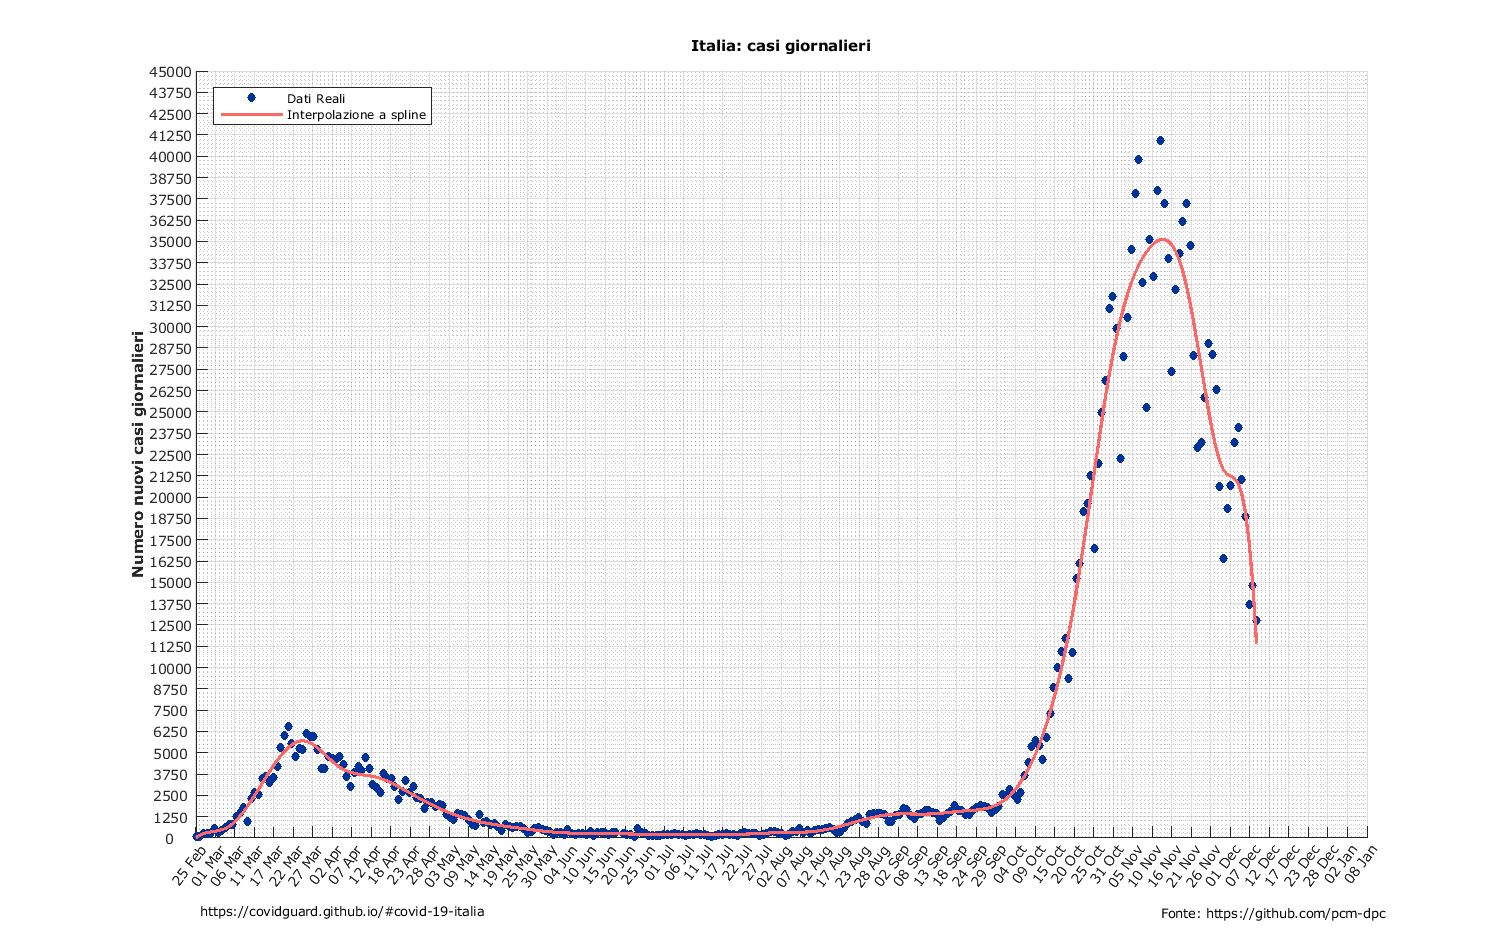 Italia: casi giornalieri
45000
43750
42500
41250
40000
38750
37500
36250
35000
33750
32500
31250
30000
28750
27500
26250
25000
23750
22500
21250
20000
18750
17500
16250
15000
13750
12500
11250
10000
8750
7500
6250
5000
3750
2500
1250
0
Dati Reali
Interpolazione a spline
Numero nuovi casi giornalieri
25 Feb
01 Mar
06 Mar
11 Mar
17 Mar
22 Mar
27 Mar
02 Apr
07 Apr
12 Apr
18 Apr
23 Apr
28 Apr
03 May
09 May
14 May
19 May
25 May
30 May
04 Jun
10 Jun
15 Jun
20 Jun
25 Jun
01 Jul
06 Jul
11 Jul
17 Jul
22 Jul
27 Jul
02 Aug
07 Aug
12 Aug
17 Aug
23 Aug
28 Aug
02 Sep
08 Sep
13 Sep
18 Sep
24 Sep
29 Sep
04 Oct
09 Oct
15 Oct
20 Oct
25 Oct
31 Oct
05 Nov
10 Nov
16 Nov
21 Nov
26 Nov
01 Dec
07 Dec
12 Dec
17 Dec
23 Dec
28 Dec
02 Jan
08 Jan
https://covidguard.github.io/#covid-19-italia
Fonte: https://github.com/pcm-dpc